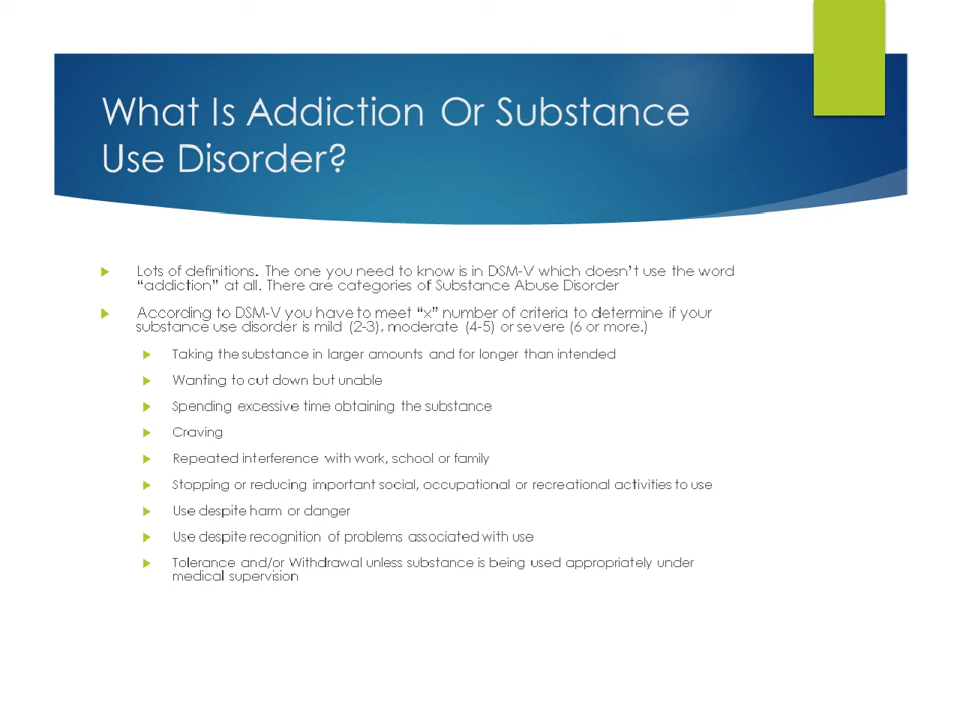 What Is Addiction Or Substance
Use Disorder?
Lots of definitions. The one you need to know is in DSM-V which doesn't use the word
“addiction” at all. There are categories of Substance Abuse Disorder
According to DSM-V you have to meet “x” number of criteria to determine if your
substance use disorder is mild (2-3), moderate (4-5) or severe (6 or more.)
Taking the substance in larger amounts and for longer than intended
Wanting to cut down but unable
Spending excessive time obtaining the substance
Craving
Repeated interference with work, school or family
Stopping or reducing important social, occupational or recreational activities to use
Use despite harm or danger
Use despite recognition of problems associated with use
Tolerance and/or Withdrawal unless substance is being used appropriately under
medical supervision